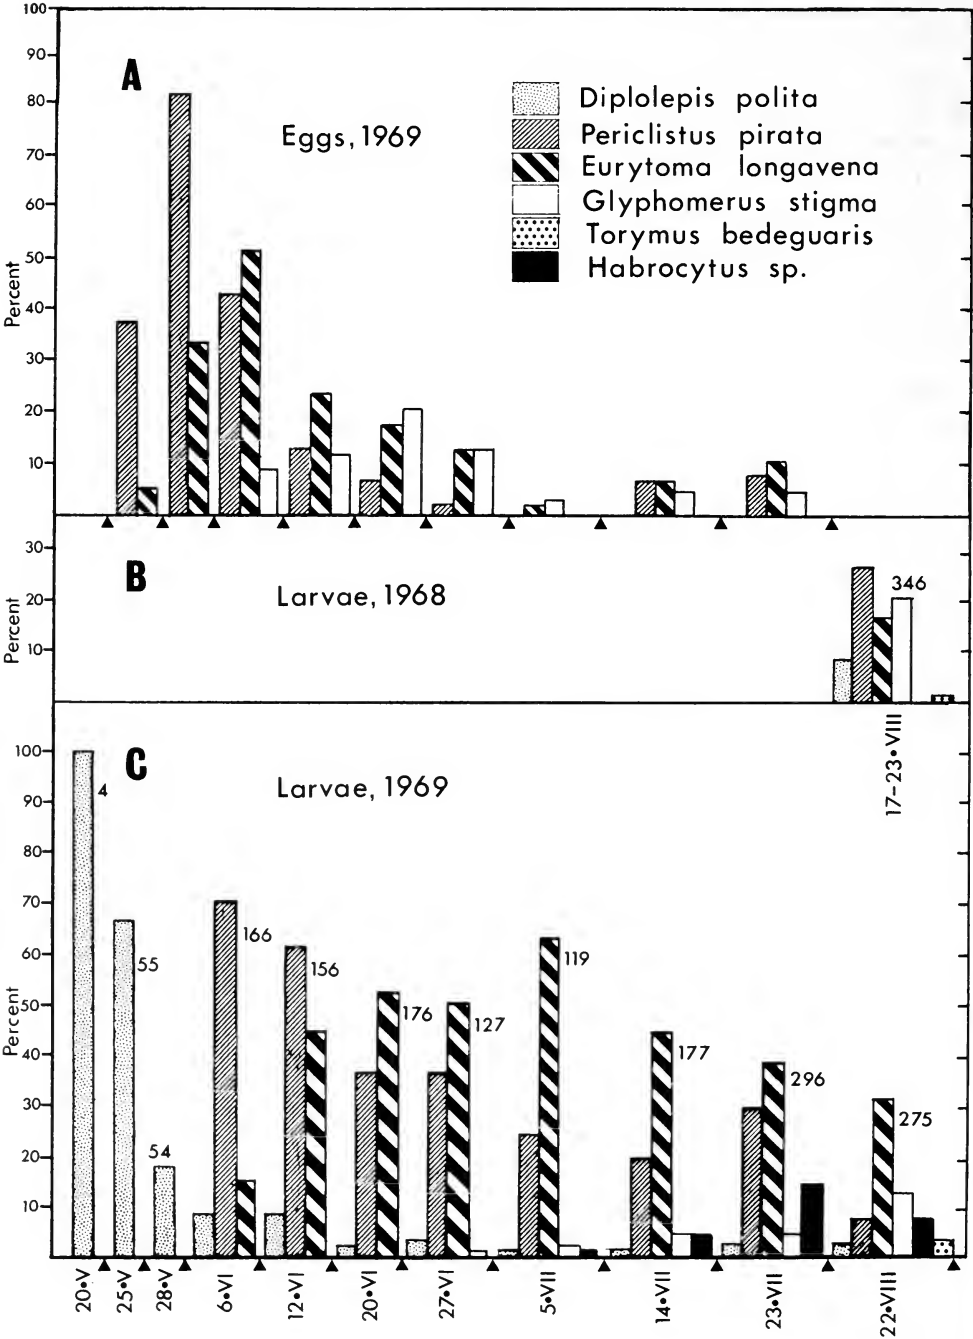 100
90
80
70
60
50
40
30
20
10
Percent
A
Eggs, 1969
Diplolepis polita
Periclistus pirata
Eurytoma longavena
Glyphomerus stigma
Torymus bedeguaris
Habrocytus sp.
30
20
10
Percent
B
Larvae, 1968
346
17–23•VIII
100
90
80
70
60
50
40
30
20
10
Percent
C
Larvae, 1969
4
55
54
166
156
176
127
119
177
296
275
20•V
25•V
28•V
6•VI
12•VI
20•VI
27•VI
5•VII
14•VII
23•VII
22•VIII